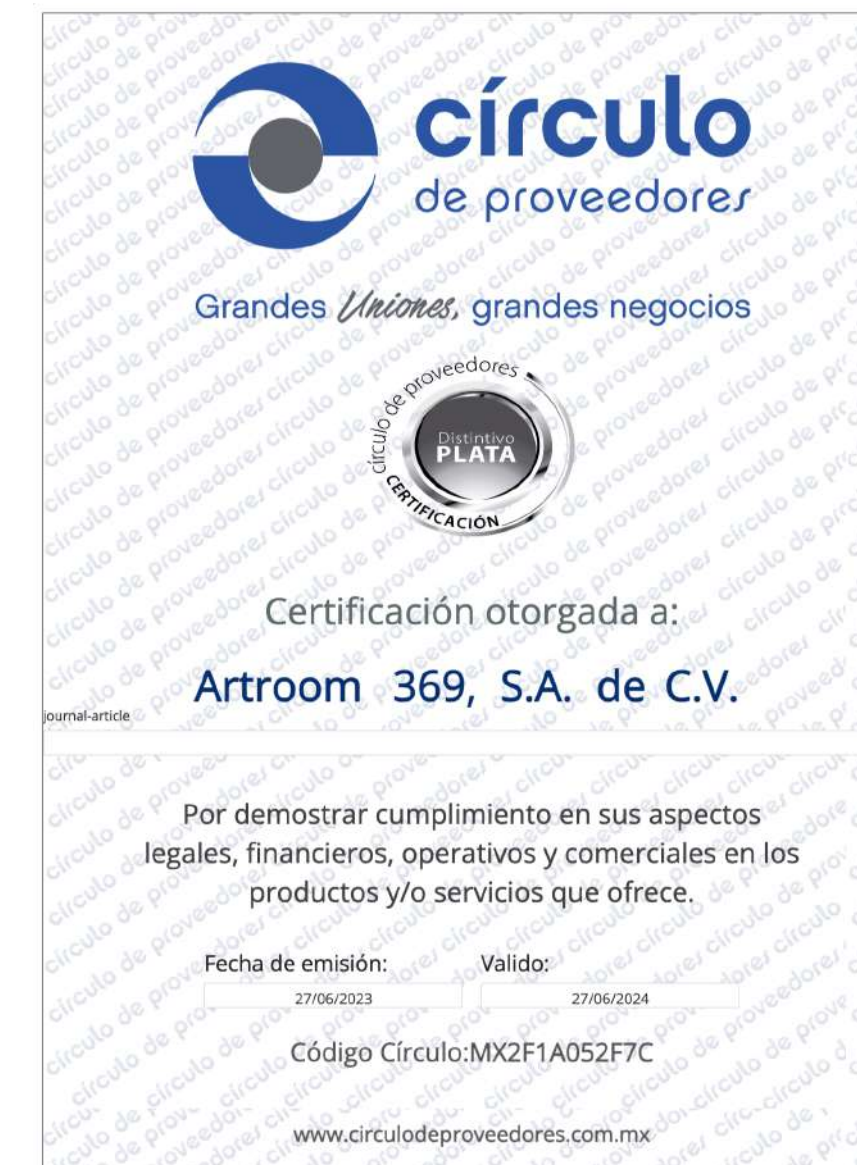 círculo
de proveedores
Grandes Uniones, grandes negocios
círculo de proveedores
Distintivo
PLATA
CERTIFICACIÓN
Certificación otorgada a:
Artroom 369, S.A. de C.V.
journal-article
Por demostrar cumplimiento en sus aspectos
legales, financieros, operativos y comerciales en los
productos y/o servicios que ofrece.
Fecha de emisión: Valido:
27/06/2023 27/06/2024
Código Círculo:MX2F1A052F7C
www.circulodeproveedores.com.mx